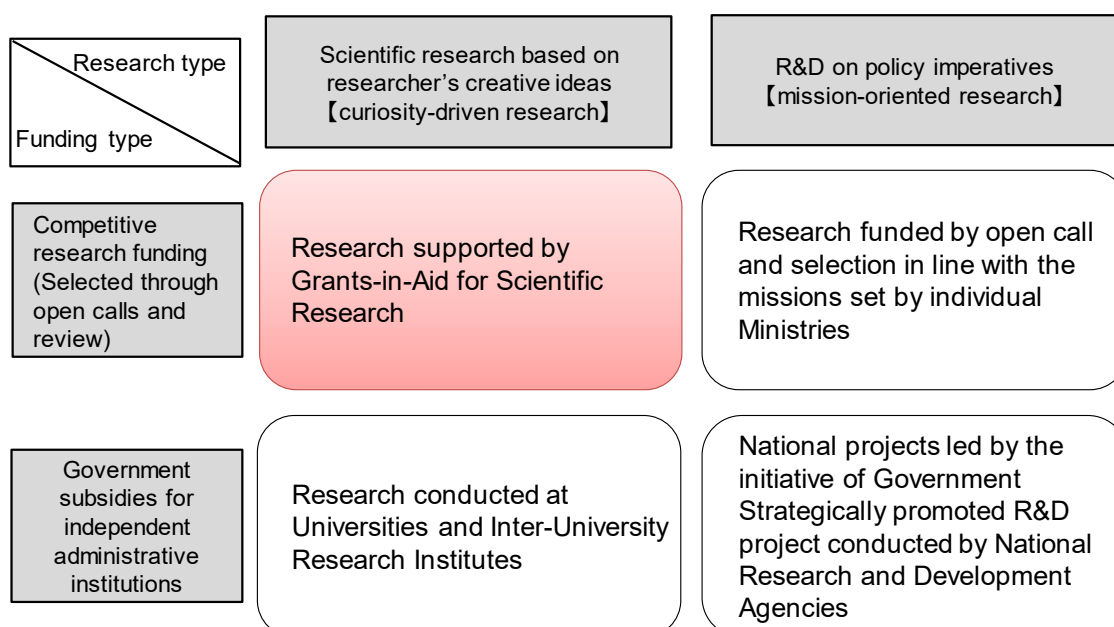 Research type
Funding type
Scientific research based on
researcher’s creative ideas
【curiosity-driven research】
R&D on policy imperatives
【mission-oriented research】
Competitive
research funding
(Selected through
open calls and
review)
Research supported by
Grants-in-Aid for Scientific
Research
Research funded by open call
and selection in line with the
missions set by individual
Ministries
Government
subsidies for
independent
administrative
institutions
Research conducted at
Universities and Inter-University
Research Institutes
National projects led by the
initiative of Government
Strategically promoted R&D
project conducted by National
Research and Development
Agencies